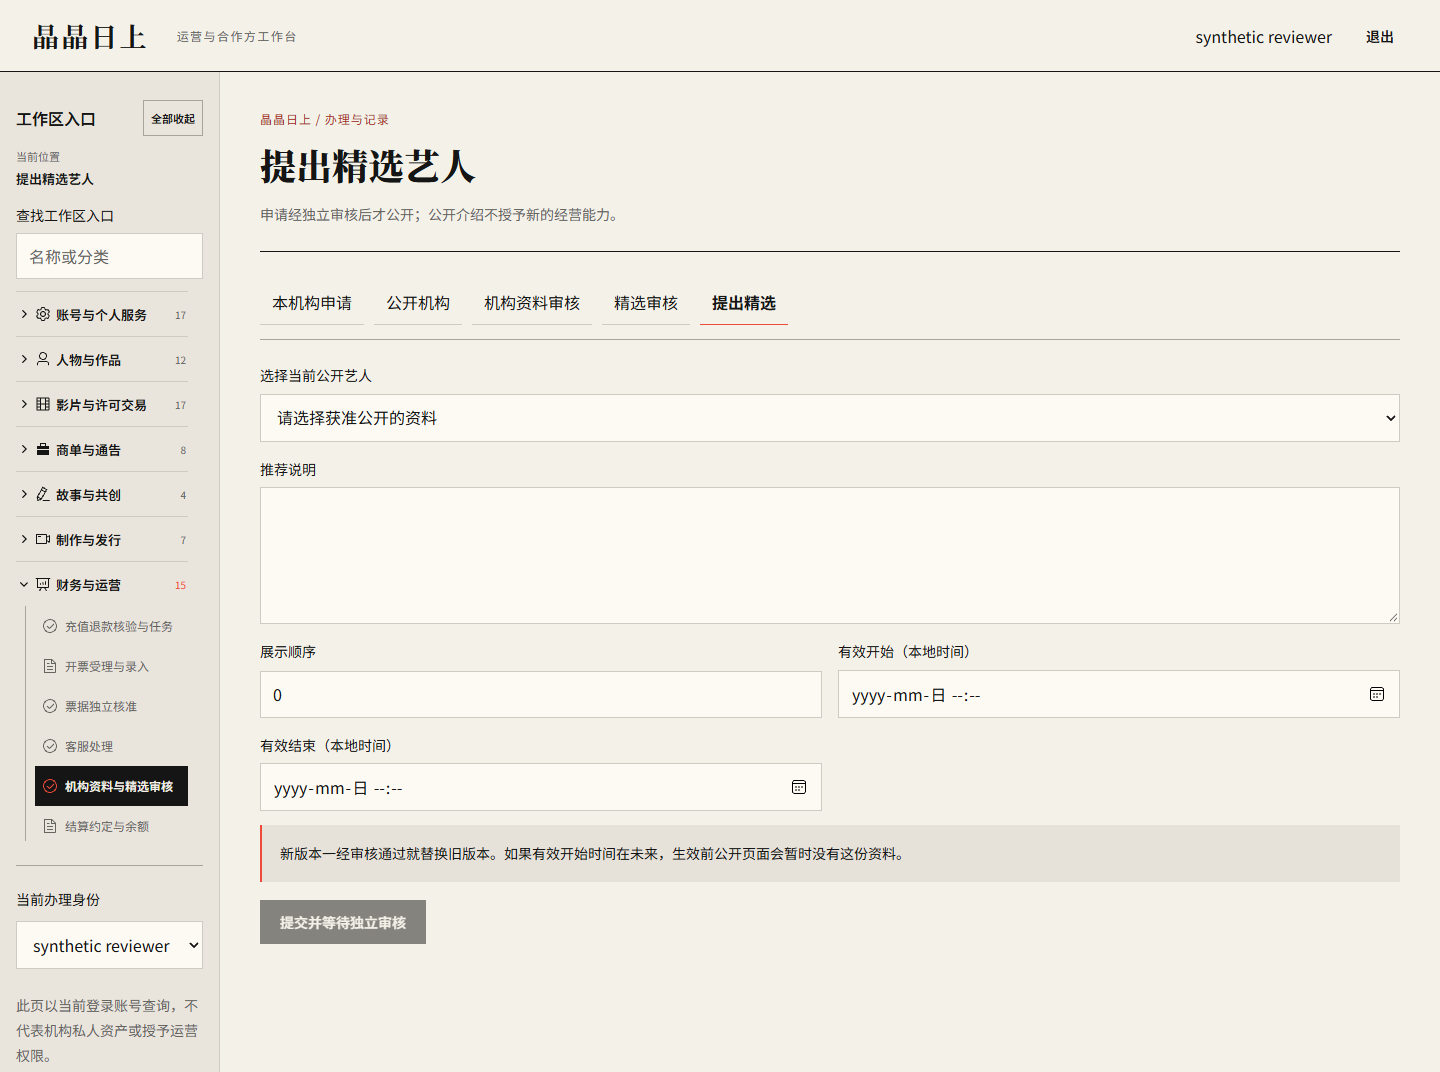 晶晶日上
运营与合作方工作台
synthetic reviewer
退出
工作区入口
全部收起
当前位置
提出精选艺人
查找工作区入口
名称或分类
账号与个人服务 17
人物与作品 12
影片与许可交易 17
商单与通告 8
故事与共创 4
制作与发行 7
财务与运营 15
充值退款核验与任务
开票受理与录入
票据独立核准
客服处理
机构资料与精选审核
结算约定与余额
当前办理身份
synthetic reviewer
此页以当前登录账号查询，不
代表机构私人资产或授予运营
权限。
晶晶日上 / 办理与记录
提出精选艺人
申请经独立审核后才公开；公开介绍不授予新的经营能力。
本机构申请
公开机构
机构资料审核
精选审核
提出精选
选择当前公开艺人
请选择获准公开的资料
推荐说明
展示顺序
0
有效开始（本地时间）
yyyy-mm-日 --:--
有效结束（本地时间）
yyyy-mm-日 --:--
新版本一经审核通过就替换旧版本。如果有效开始时间在未来，生效前公开页面会暂时没有这份资料。
提交并等待独立审核